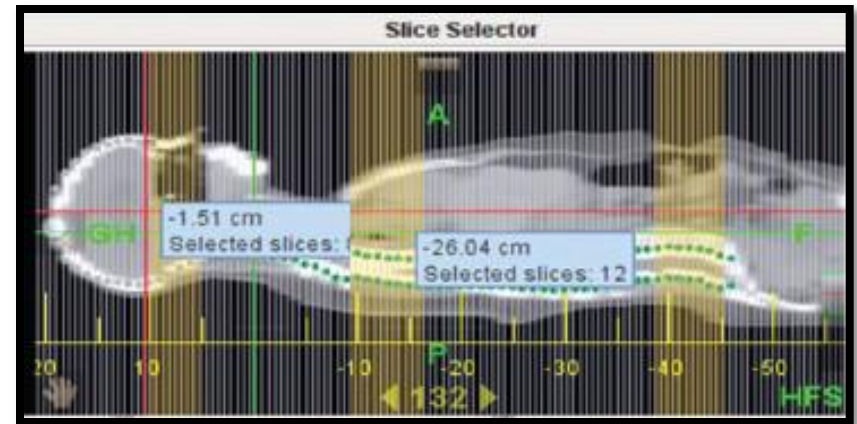 Slice Selector
A
-1.51 cm
Selected slices:
GH
F
-26.04 cm
Selected slices: 12
P
20 10 -10 -20 -30 -40 -50
132
HFS